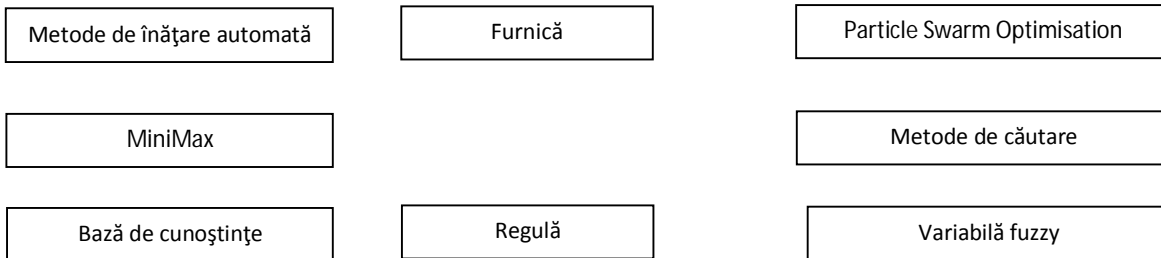 Metode de înăţare automată
Furnică
Particle Swarm Optimisation
MiniMax
Metode de căutare
Bază de cunoştinţe
Regulă
Variabilă fuzzy